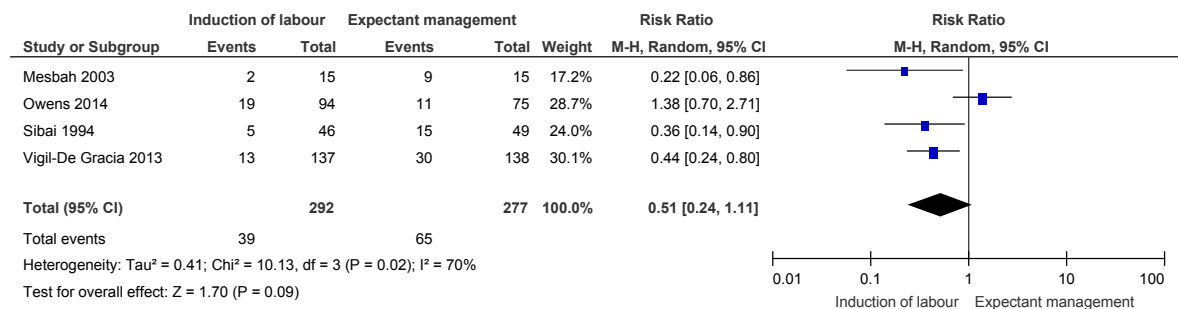 Induction of labour Expectant management Risk Ratio Risk Ratio
Study or Subgroup Events Total Events Total Weight M-H, Random, 95% CI M-H, Random, 95% CI
Mesbah 2003 2 15 9 15 17.2% 0.22 [0.06, 0.86]
Owens 2014 19 94 11 75 28.7% 1.38 [0.70, 2.71]
Sibai 1994 5 46 15 49 24.0% 0.36 [0.14, 0.90]
Vigil-De Gracia 2013 13 137 30 138 30.1% 0.44 [0.24, 0.80]
Total (95% CI) 292 277 100.0% 0.51 [0.24, 1.11]
Total events 39 65
Heterogeneity: Tau² = 0.41; Chi² = 10.13, df = 3 (P = 0.02); I² = 70%
Test for overall effect: Z = 1.70 (P = 0.09)
0.01 0.1 1 10 100
Induction of labour Expectant management